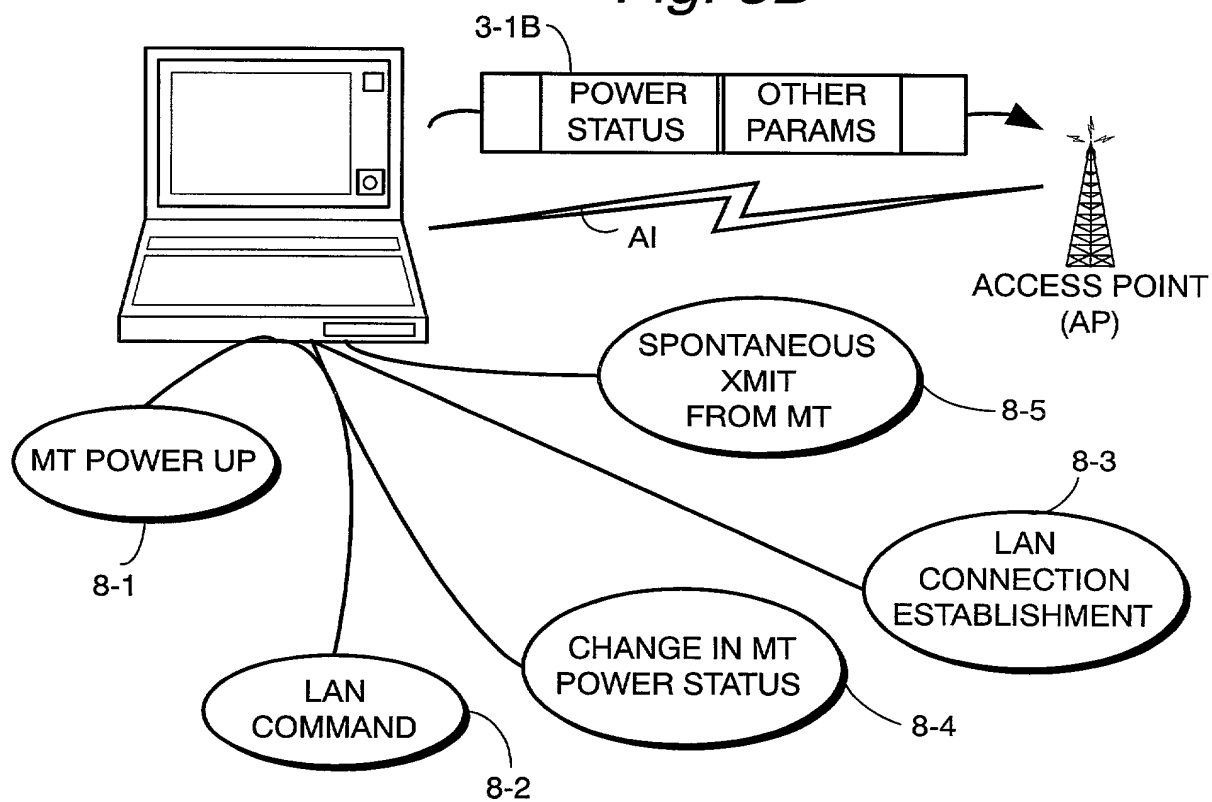 3-1B
POWER
STATUS
OTHER
PARAMS
AI
ACCESS POINT
(AP)
SPONTANEOUS
XMIT
FROM MT
8-5
MT POWER UP
8-1
8-3
LAN
CONNECTION
ESTABLISHMENT
CHANGE IN MT
POWER STATUS
8-4
LAN
COMMAND
8-2